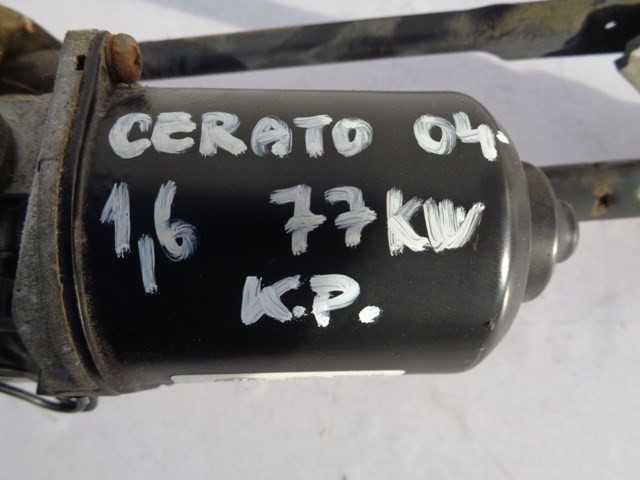 CERATO 04.
1,6 77KW
K.P.